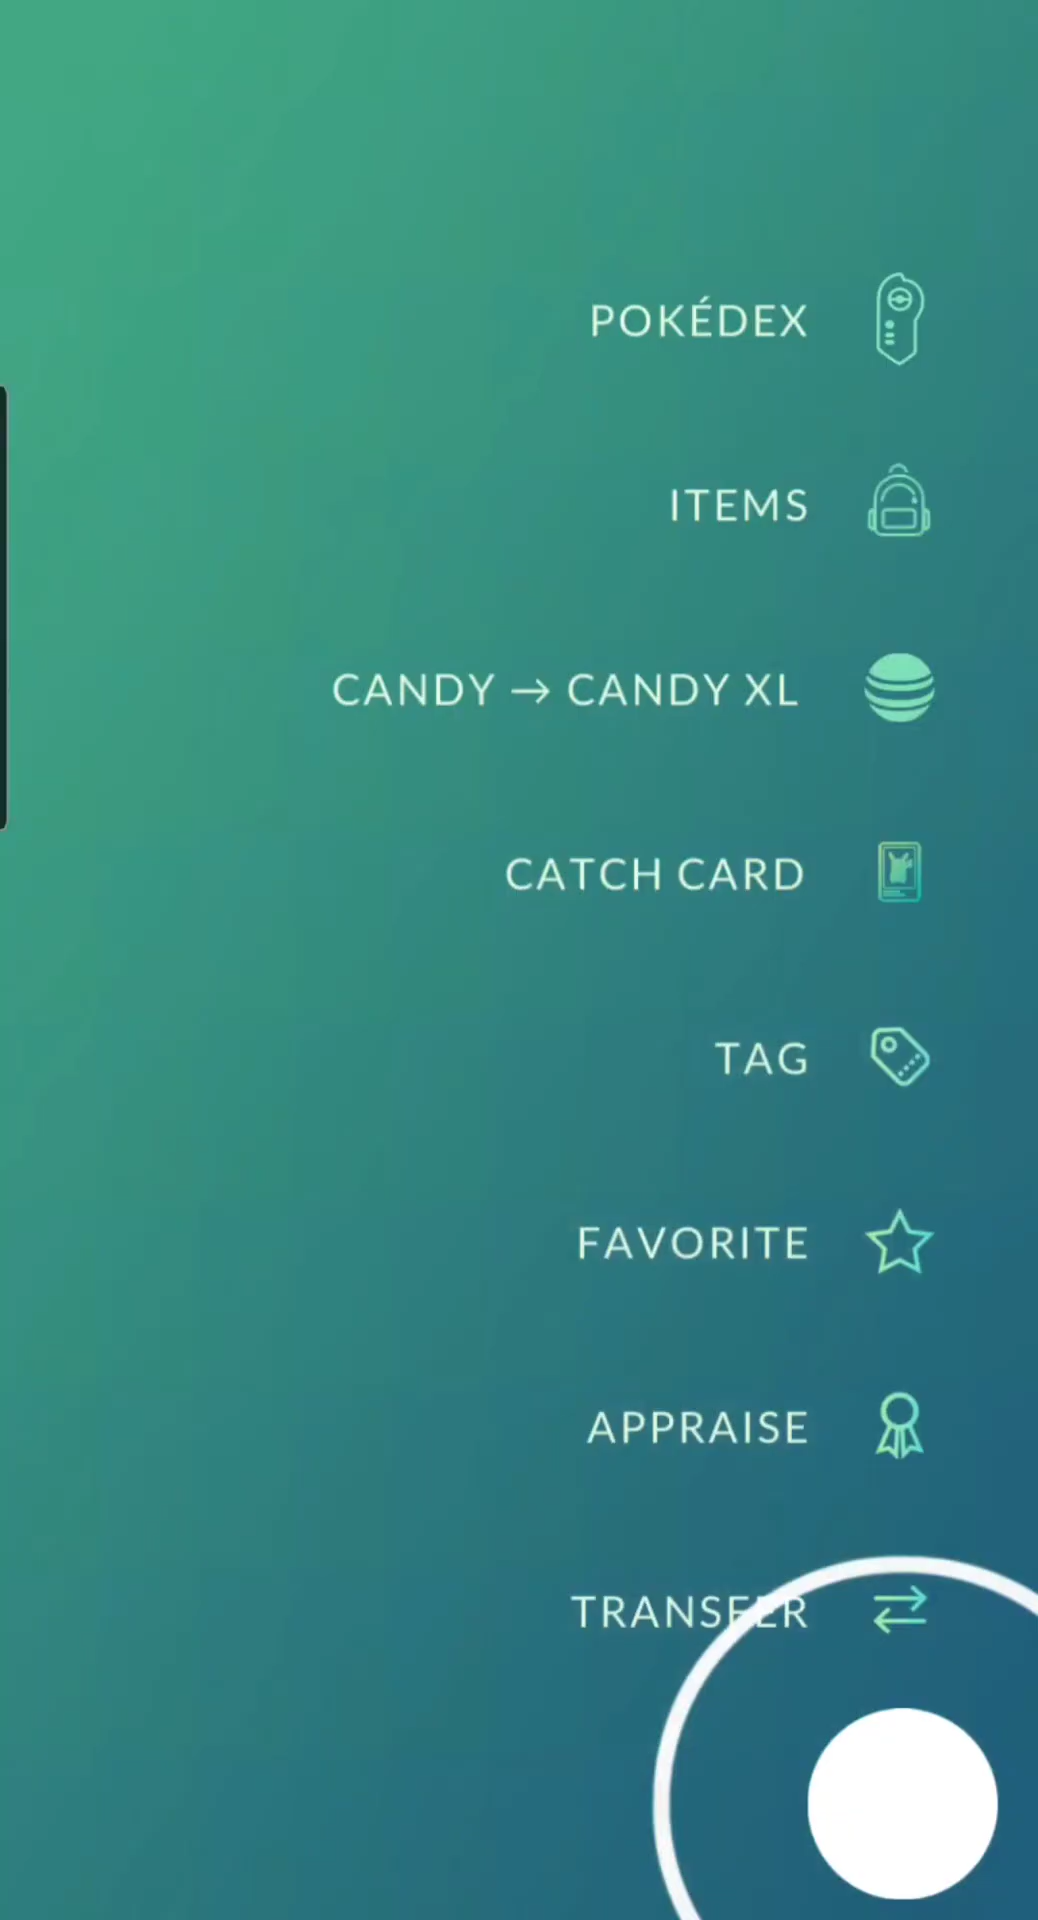 POKÉDEX
ITEMS
CANDY → CANDY XL
CATCH CARD
TAG
FAVORITE
APPRAISE
TRANSFER